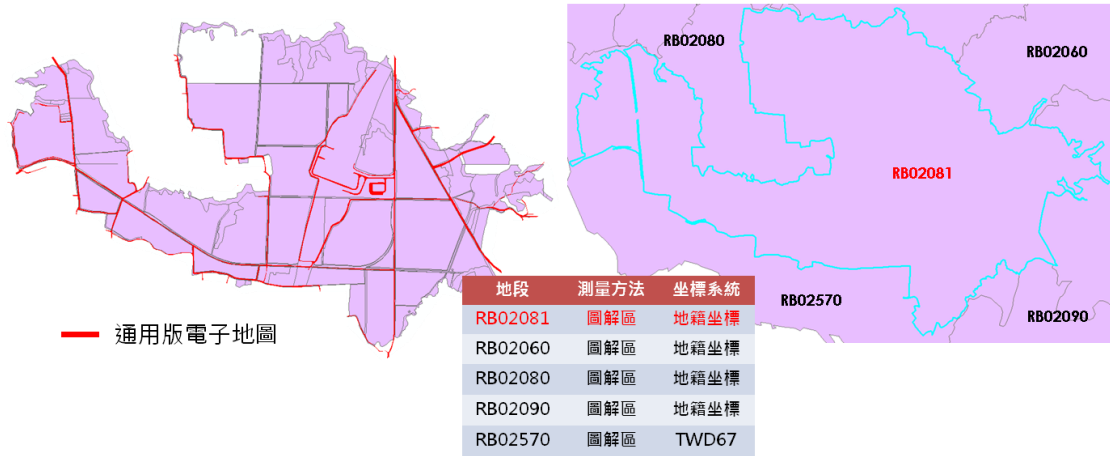 RB02080
RB02060
RB02081
RB02570
RB02090
通用版電子地圖
地段 測量方法 坐標系統
RB02081 圖解區 地籍坐標
RB02060 圖解區 地籍坐標
RB02080 圖解區 地籍坐標
RB02090 圖解區 地籍坐標
RB02570 圖解區 TWD67